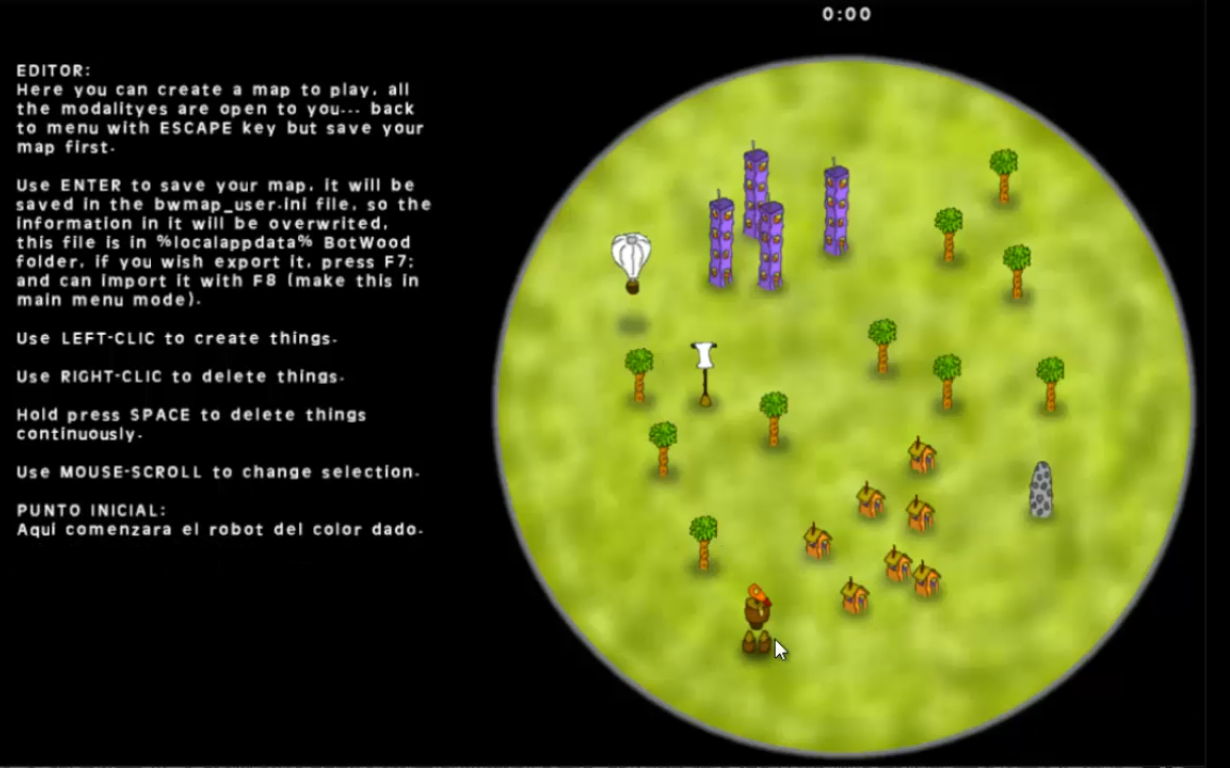 0:00
EDITOR:
Here you can create a map to play, all
the modalityes are open to you--- back
to menu with ESCAPE key but save your
map first.
Use ENTER to save your map, it will be
saved in the bwmap_user.ini file, so the
information in it will be overwrited,
this file is in %localappdata% BotWood
folder, if you wish export it, press F7;
and can import it with F8 (make this in
main menu mode).
Use LEFT-CLIC to create things.
Use RIGHT-CLIC to delete things.
Hold press SPACE to delete things
continuously.
Use MOUSE-SCROLL to change selection.
PUNTO INICIAL:
Aqui comenzara el robot del color dado.